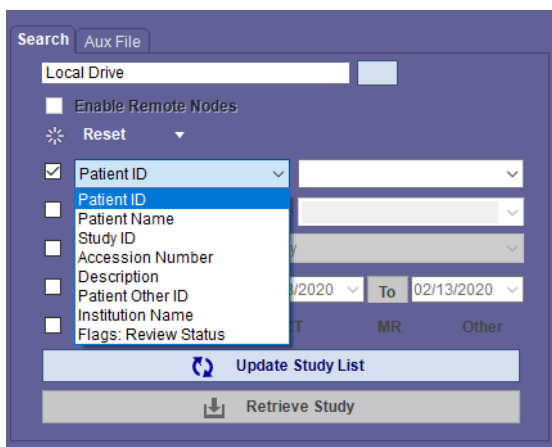 Search Aux File
Local Drive
Enable Remote Nodes
Reset
Patient ID
Patient ID
Patient Name
Study ID
Accession Number
Description
Patient Other ID
Institution Name
Flags: Review Status
/2020 To 02/13/2020
MR Other
Update Study List
Retrieve Study